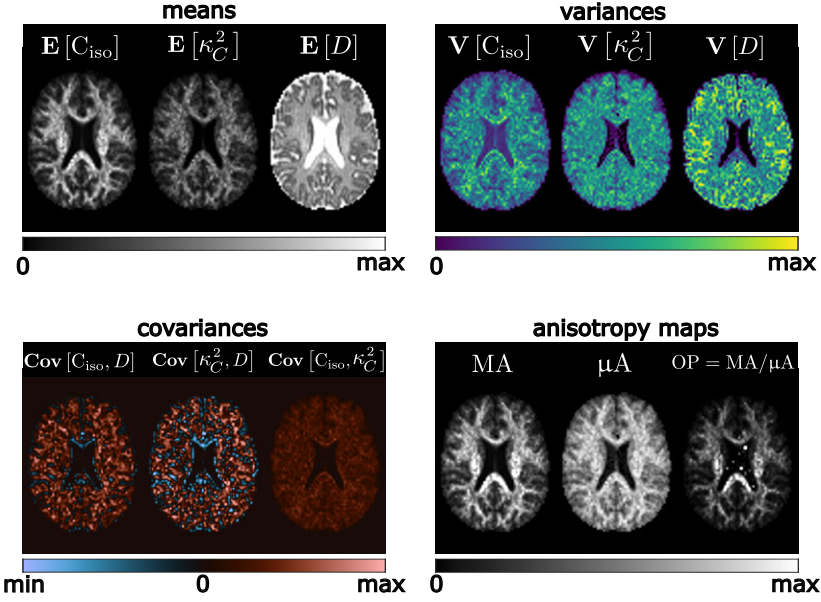 means
E [C_iso] E [κ_C^2] E [D]
0 max
variances
V [C_iso] V [κ_C^2] V [D]
0 max
covariances
Cov [C_iso, D] Cov [κ_C^2, D] Cov [C_iso, κ_C^2]
min 0 max
anisotropy maps
MA μA OP = MA/μA
0 max